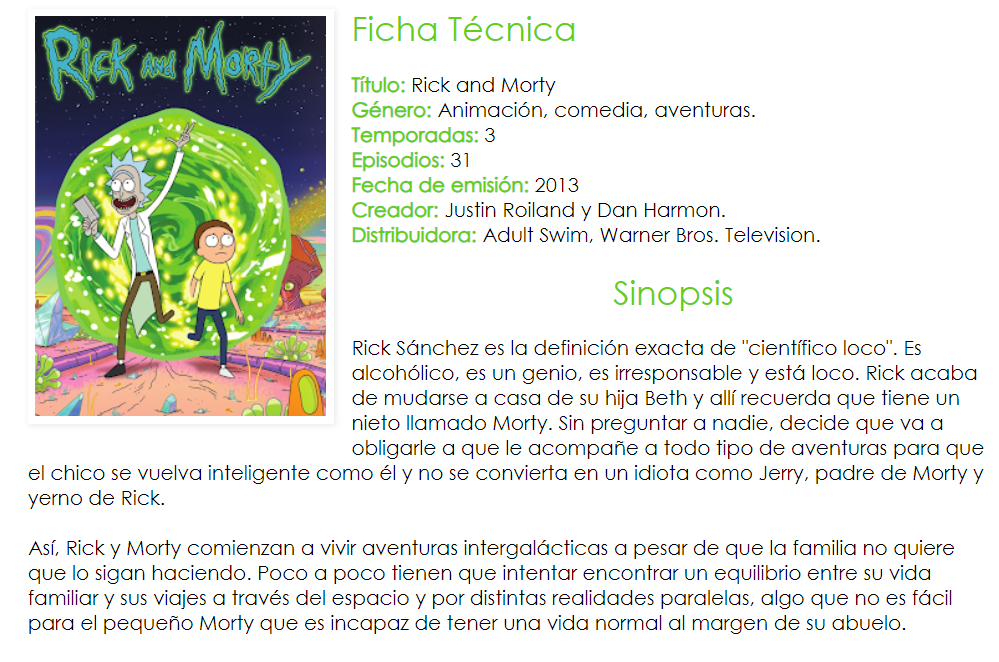 Rick and Morty
Ficha Técnica
Título: Rick and Morty
Género: Animación, comedia, aventuras.
Temporadas: 3
Episodios: 31
Fecha de emisión: 2013
Creador: Justin Roiland y Dan Harmon.
Distribuidora: Adult Swim, Warner Bros. Television.
Sinopsis
Rick Sánchez es la definición exacta de "científico loco". Es
alcohólico, es un genio, es irresponsable y está loco. Rick acaba
de mudarse a casa de su hija Beth y allí recuerda que tiene un
nieto llamado Morty. Sin preguntar a nadie, decide que va a
obligarle a que le acompañe a todo tipo de aventuras para que
el chico se vuelva inteligente como él y no se convierta en un idiota como Jerry, padre de Morty y
yerno de Rick.
Así, Rick y Morty comienzan a vivir aventuras intergalácticas a pesar de que la familia no quiere
que lo sigan haciendo. Poco a poco tienen que intentar encontrar un equilibrio entre su vida
familiar y sus viajes a través del espacio y por distintas realidades paralelas, algo que no es fácil
para el pequeño Morty que es incapaz de tener una vida normal al margen de su abuelo.